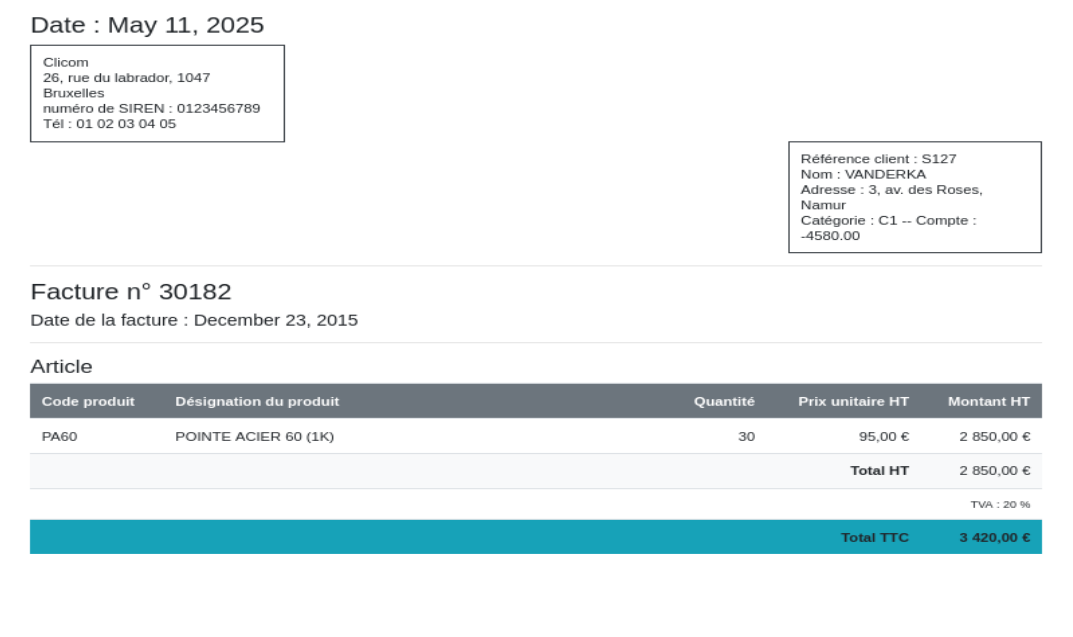 Date : May 11, 2025
Clicom
26, rue du labrador, 1047
Bruxelles
numéro de SIREN : 0123456789
Tél : 01 02 03 04 05
Référence client : S127
Nom : VANDERKA
Adresse : 3, av. des Roses,
Namur
Catégorie : C1 -- Compte :
-4580.00
Facture n° 30182
Date de la facture : December 23, 2015
Article
Code produit Désignation du produit Quantité Prix unitaire HT Montant HT
PA60 POINTE ACIER 60 (1K) 30 95,00 € 2 850,00 €
Total HT 2 850,00 €
TVA : 20 %
Total TTC 3 420,00 €